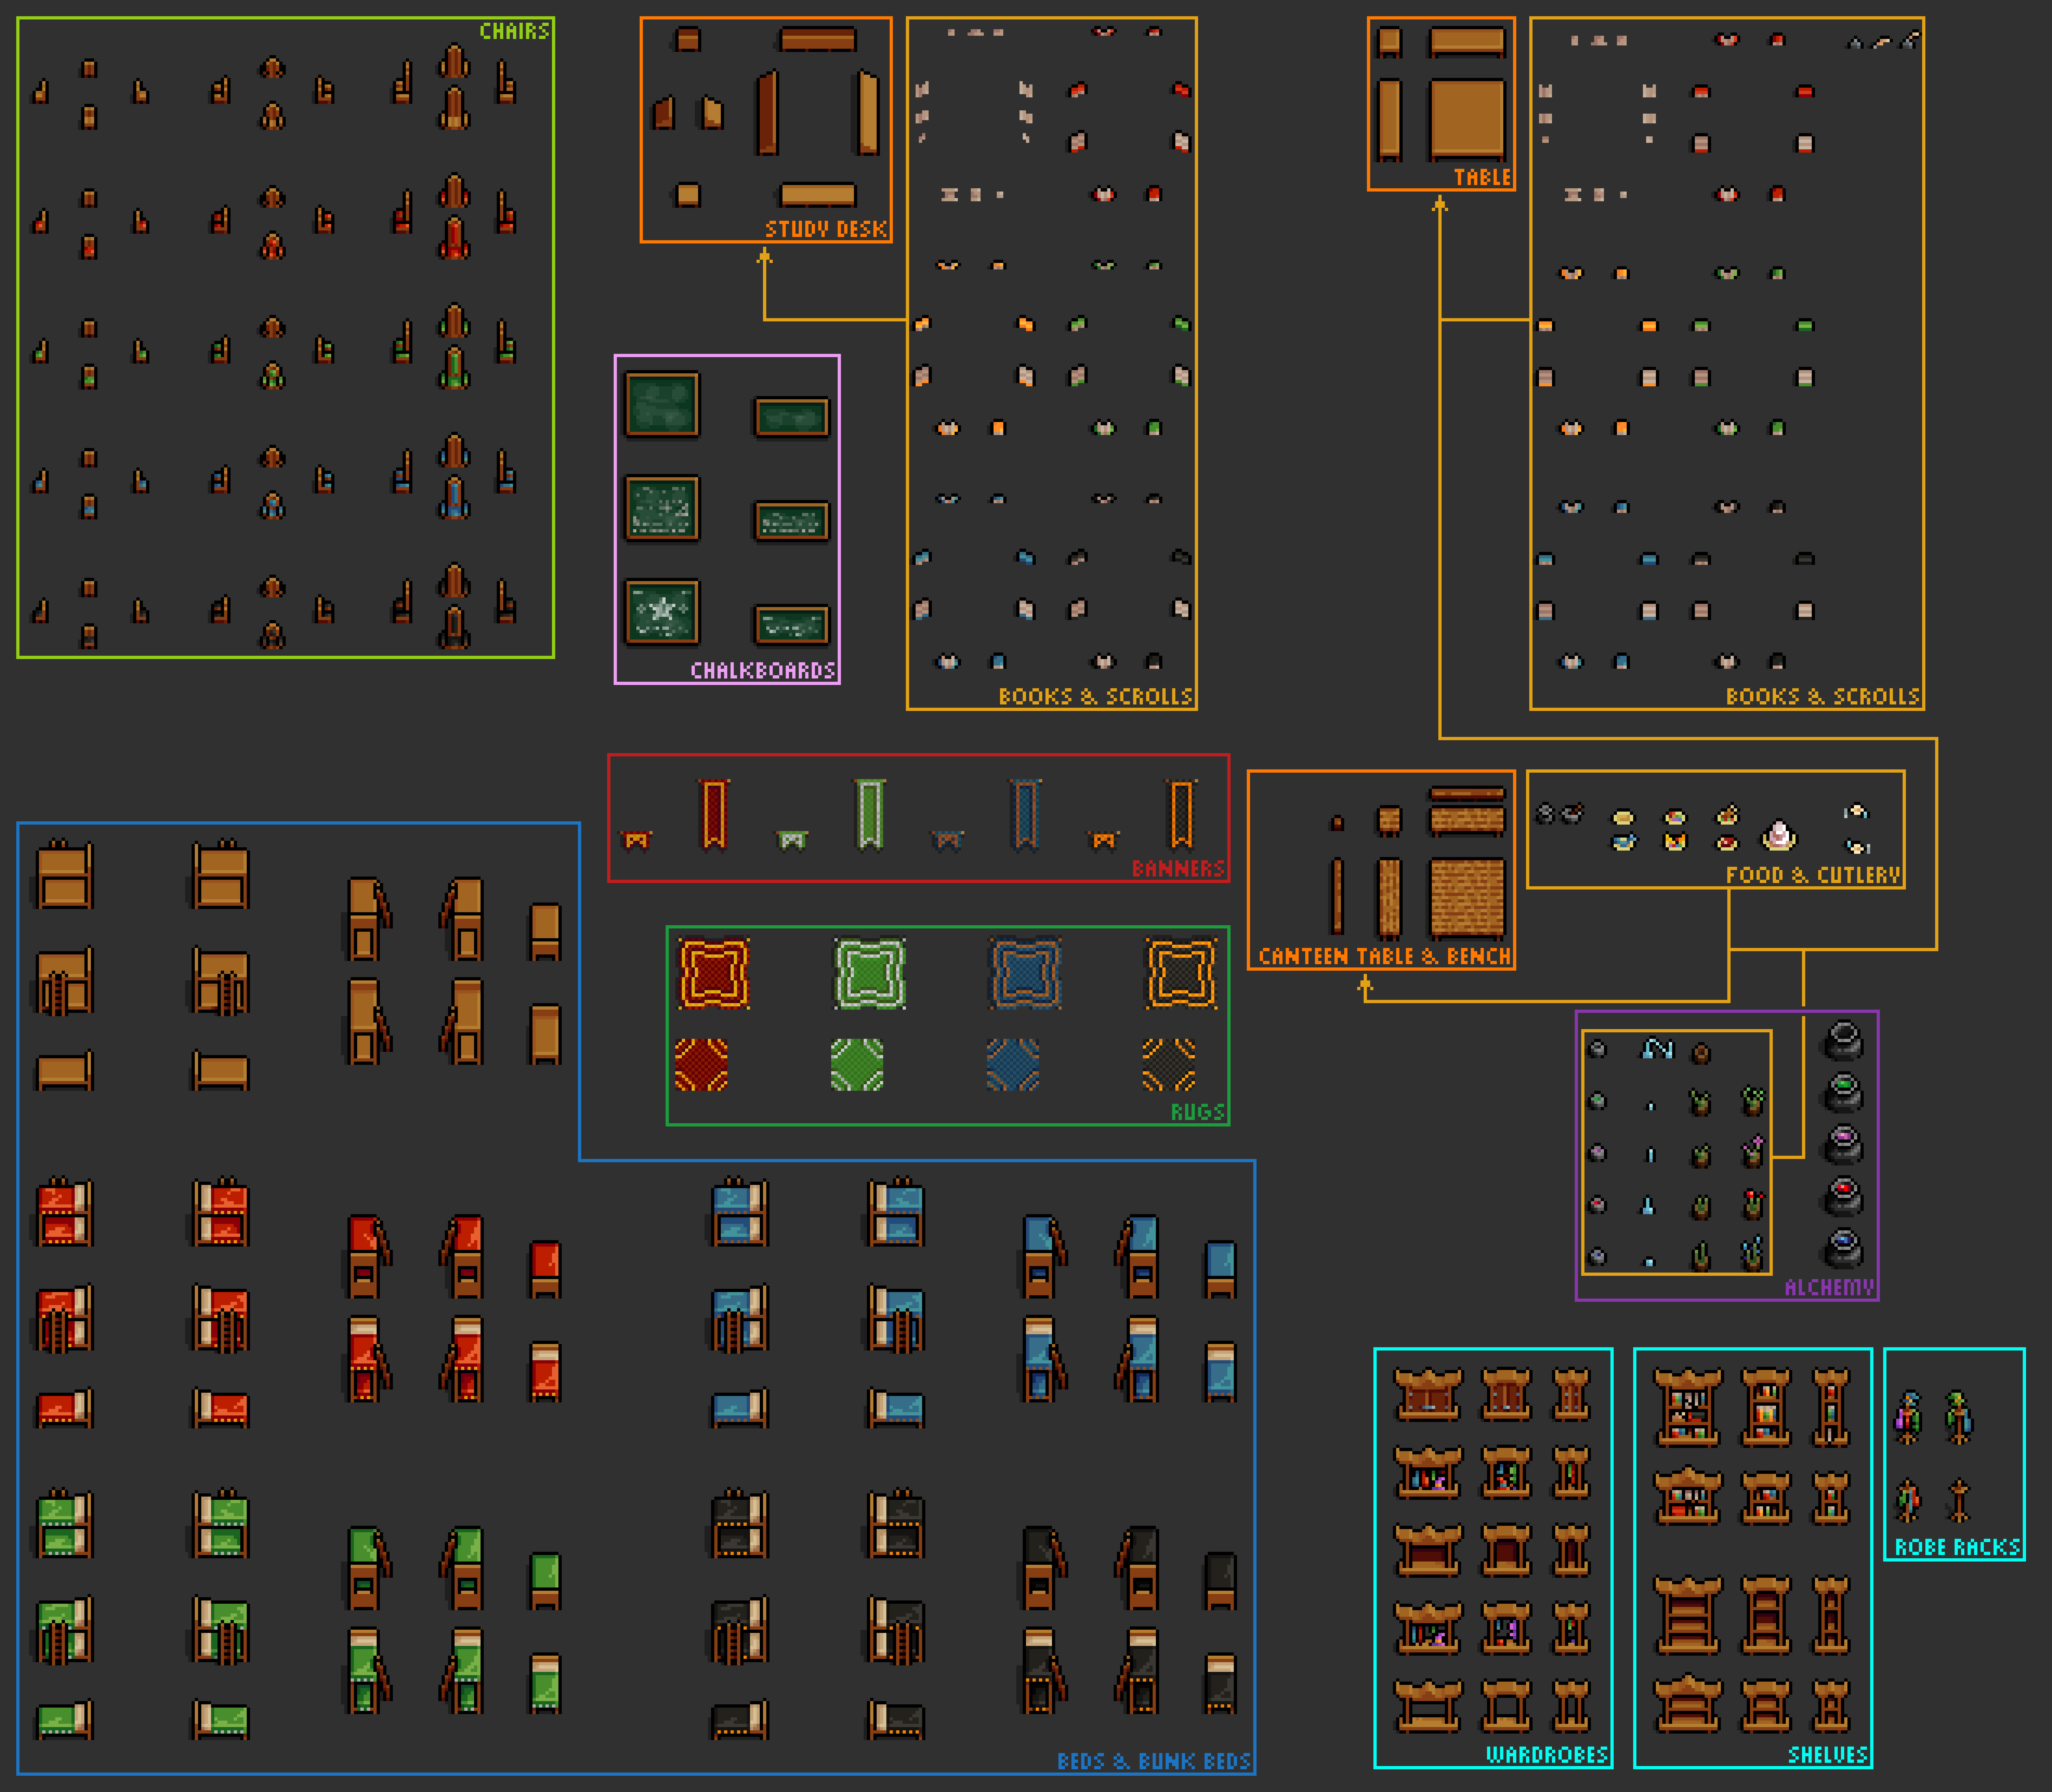 CHAIRS
TABLE
STUDY DESK
CHALKBOARDS
BOOKS & SCROLLS
BOOKS & SCROLLS
BANNERS
FOOD & CUTLERY
CANTEEN TABLE & BENCH
RUGS
ALCHEMY
ROBE RACKS
WARDROBES
SHELVES
BEDS & BUNK BEDS